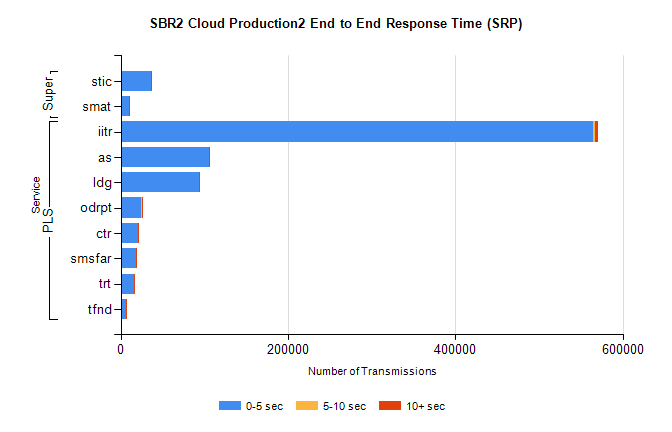 SBR2 Cloud Production2 End to End Response Time (SRP)
Super
stic
smat
Service
PLS
iitr
as
ldg
odrpt
ctr
smsfar
trt
tfnd
0 200000 400000 600000
Number of Transmissions
0-5 sec 5-10 sec 10+ sec